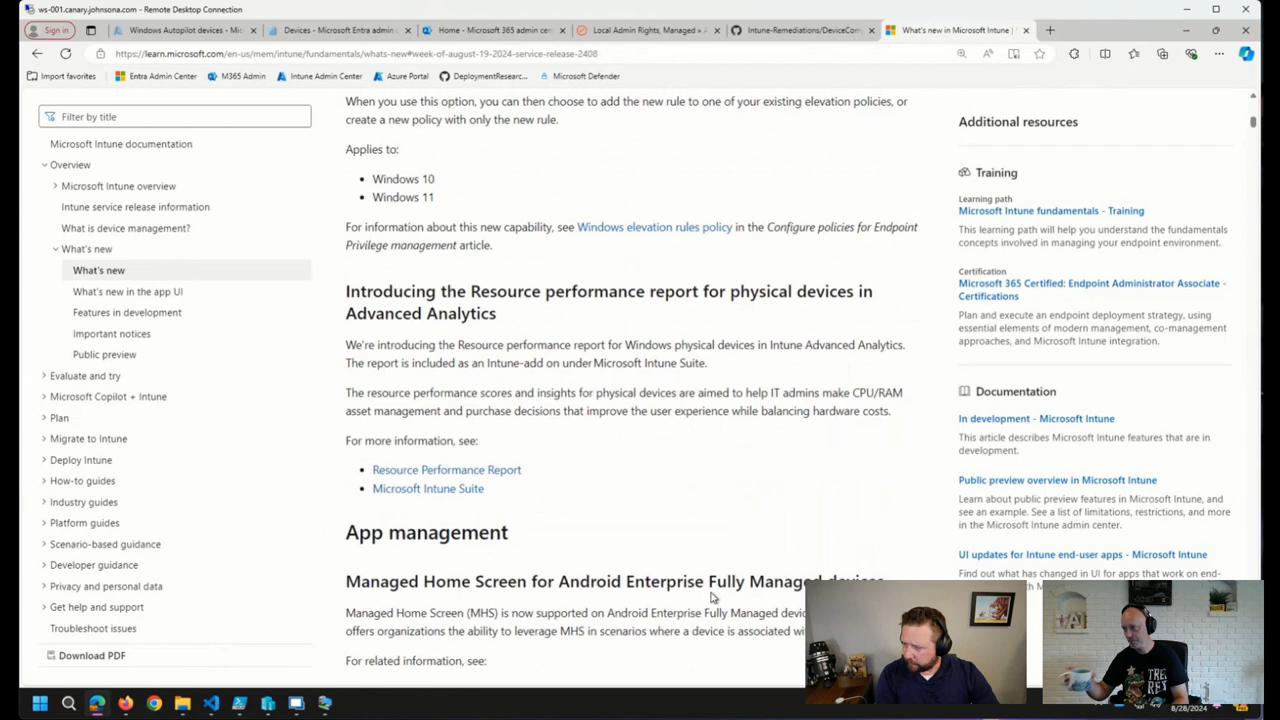 ws-001.canary.johnsona.com - Remote Desktop Connection
Sign in
Windows Autopilot devices - Mic
Devices - Microsoft Entra admin c
Home - Microsoft 365 admin cent
Local Admin Rights, Managed
Intune-Remediations/DeviceCom
What's new in Microsoft Intune |
https://learn.microsoft.com/en-us/mem/intune/fundamentals/whats-new#week-of-august-19-2024-service-release-2408
Import favorites
Entra Admin Center
M365 Admin
Intune Admin Center
Azure Portal
DeploymentResearc...
Microsoft Defender
Filter by title
Microsoft Intune documentation
Overview
Microsoft Intune overview
Intune service release information
What is device management?
What's new
What's new
What's new in the app UI
Features in development
Important notices
Public preview
Evaluate and try
Microsoft Copilot + Intune
Plan
Migrate to Intune
Deploy Intune
How-to guides
Industry guides
Platform guides
Scenario-based guidance
Developer guidance
Privacy and personal data
Get help and support
Troubleshoot issues
Download PDF
When you use this option, you can then choose to add the new rule to one of your existing elevation policies, or
create a new policy with only the new rule.
Applies to:
• Windows 10
• Windows 11
For information about this new capability, see Windows elevation rules policy in the Configure policies for Endpoint
Privilege management article.
Introducing the Resource performance report for physical devices in
Advanced Analytics
We're introducing the Resource performance report for Windows physical devices in Intune Advanced Analytics.
The report is included as an Intune-add on under Microsoft Intune Suite.
The resource performance scores and insights for physical devices are aimed to help IT admins make CPU/RAM
asset management and purchase decisions that improve the user experience while balancing hardware costs.
For more information, see:
• Resource Performance Report
• Microsoft Intune Suite
App management
Managed Home Screen for Android Enterprise Fully Managed devices
Managed Home Screen (MHS) is now supported on Android Enterprise Fully Managed devic
offers organizations the ability to leverage MHS in scenarios where a device is associated wi
For related information, see:
Additional resources
Training
Learning path
Microsoft Intune fundamentals - Training
This learning path will help you understand the fundamentals
concepts involved in managing your endpoint environment.
Certification
Microsoft 365 Certified: Endpoint Administrator Associate -
Certifications
Plan and execute an endpoint deployment strategy, using
essential elements of modern management, co-management
approaches, and Microsoft Intune integration.
Documentation
In development - Microsoft Intune
This article describes Microsoft Intune features that are in
development.
Public preview overview in Microsoft Intune
Learn about public preview features in Microsoft Intune, and
see an example. See a list of limitations, restrictions, and more
in the Microsoft Intune admin center.
UI updates for Intune end-user apps - Microsoft Intune
Find out what has changed in UI for apps that work on end-
TREE
REX
8/28/2024